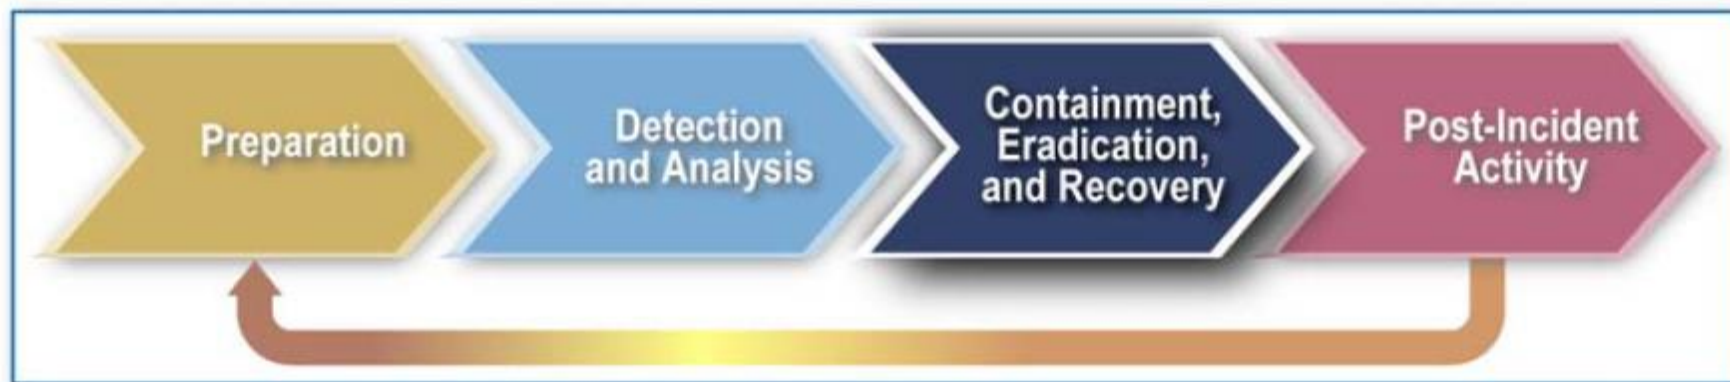 Preparation
Detection
and Analysis
Containment,
Eradication,
and Recovery
Post-Incident
Activity